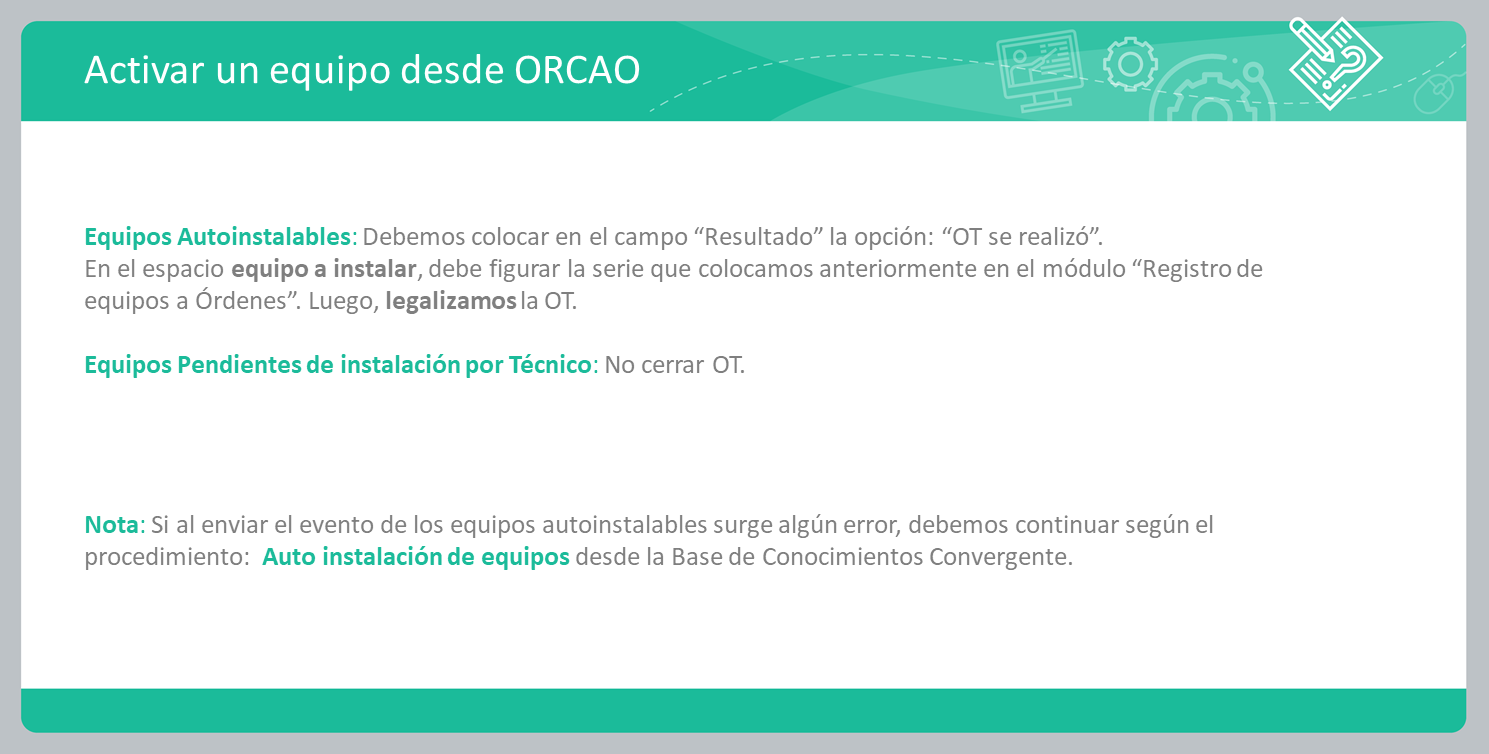 Activar un equipo desde ORCAO
Equipos Autoinstalables: Debemos colocar en el campo “Resultado” la opción: “OT se realizó”.
En el espacio equipo a instalar, debe figurar la serie que colocamos anteriormente en el módulo “Registro de
equipos a Órdenes”. Luego, legalizamos la OT.
Equipos Pendientes de instalación por Técnico: No cerrar OT.
Nota: Si al enviar el evento de los equipos autoinstalables surge algún error, debemos continuar según el
procedimiento: Auto instalación de equipos desde la Base de Conocimientos Convergente.